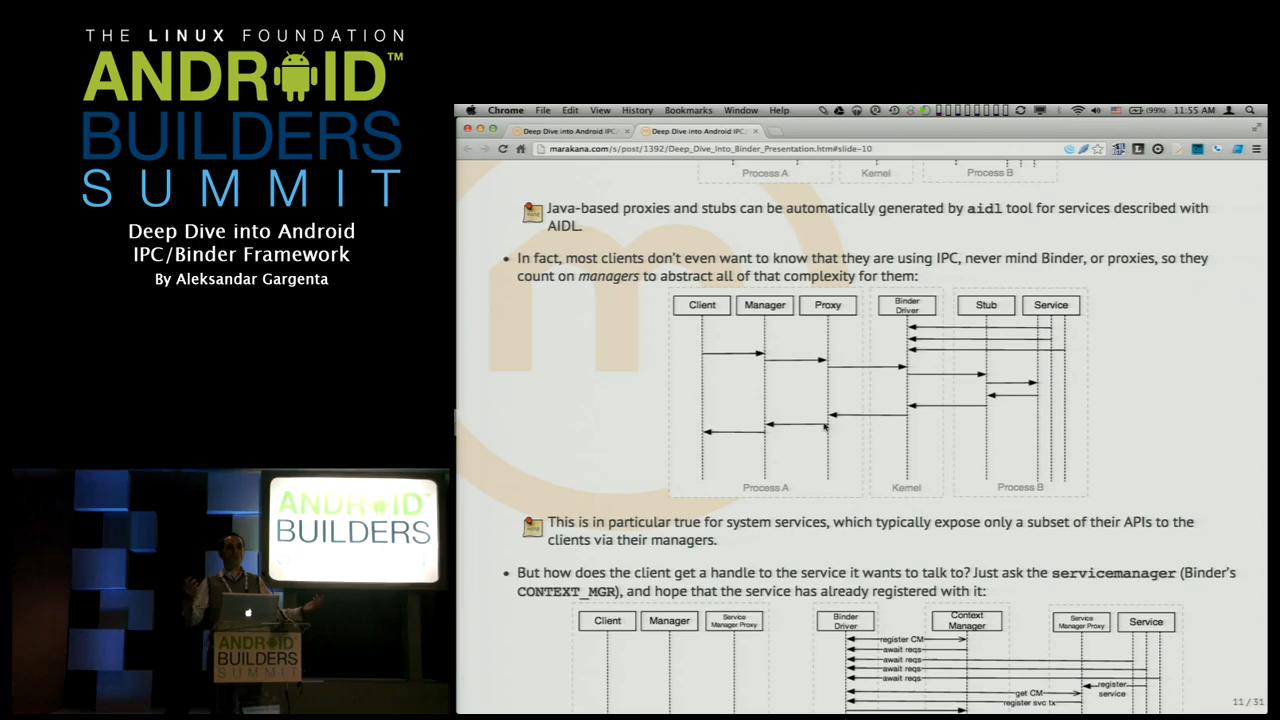 THE LINUX FOUNDATION
ANDROID™
BUILDERS
SUMMIT
Deep Dive into Android
IPC/Binder Framework
By Aleksandar Gargenta
ANDROID
BUILDERS
ANDROID
BUILDERS
SUMMIT
Chrome File Edit View History Bookmarks Window Help (99%) 11:55 AM
Deep Dive into Android IPC/ × Deep Dive into Android IPC/ ×
marakana.com/s/post/1392/Deep_Dive_Into_Binder_Presentation.htm#slide-10
Process A Kernel Process B
Java-based proxies and stubs can be automatically generated by aidl tool for services described with
AIDL.
• In fact, most clients don't even want to know that they are using IPC, never mind Binder, or proxies, so they
count on managers to abstract all of that complexity for them:
Client Manager Proxy Binder Driver Stub Service
Process A Kernel Process B
This is in particular true for system services, which typically expose only a subset of their APIs to the
clients via their managers.
• But how does the client get a handle to the service it wants to talk to? Just ask the servicemanager (Binder's
CONTEXT_MGR), and hope that the service has already registered with it:
Client Manager Service Manager Proxy Binder Driver Context Manager Service Manager Proxy Service
register CM
await reqs
await reqs
await reqs
await reqs
register service
get CM
register svc tx
11 / 31